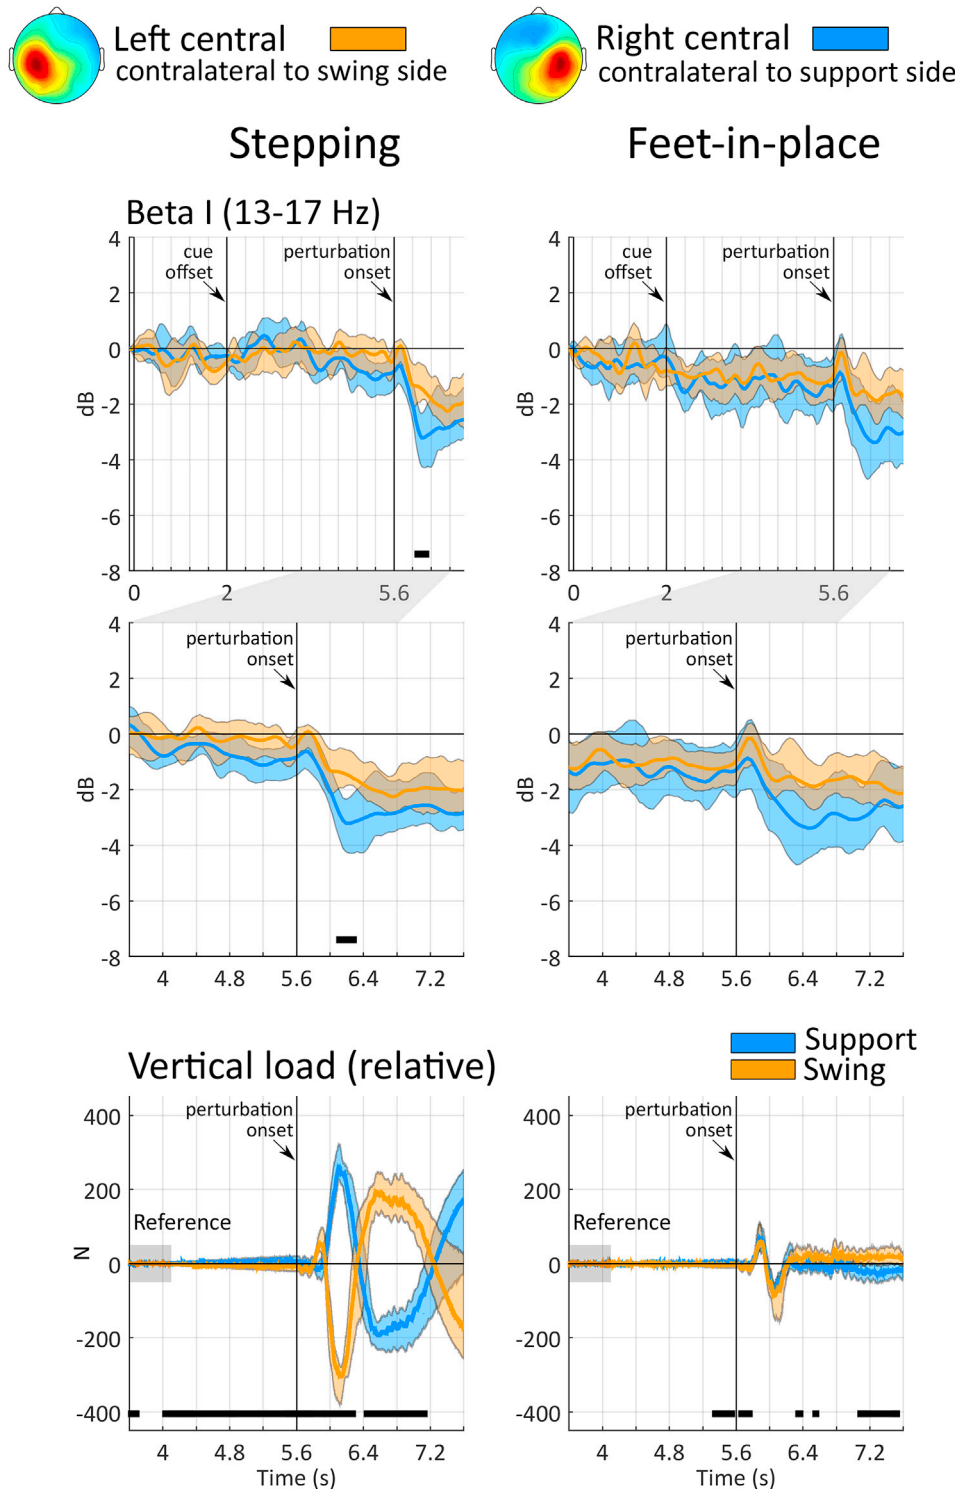 Left central
contralateral to swing side
Right central
contralateral to support side
Stepping
Feet-in-place
Beta I (13-17 Hz)
4
2
0
-2
-4
-6
-8
dB
cue
offset
perturbation
onset
0
2
5.6
4
2
0
-2
-4
-6
-8
dB
cue
offset
perturbation
onset
0
2
5.6
4
2
0
-2
-4
-6
-8
dB
perturbation
onset
4
4.8
5.6
6.4
7.2
4
2
0
-2
-4
-6
-8
dB
perturbation
onset
4
4.8
5.6
6.4
7.2
Vertical load (relative)
Support
Swing
400
200
0
-200
-400
N
perturbation
onset
Reference
4
4.8
5.6
6.4
7.2
Time (s)
400
200
0
-200
-400
perturbation
onset
Reference
4
4.8
5.6
6.4
7.2
Time (s)